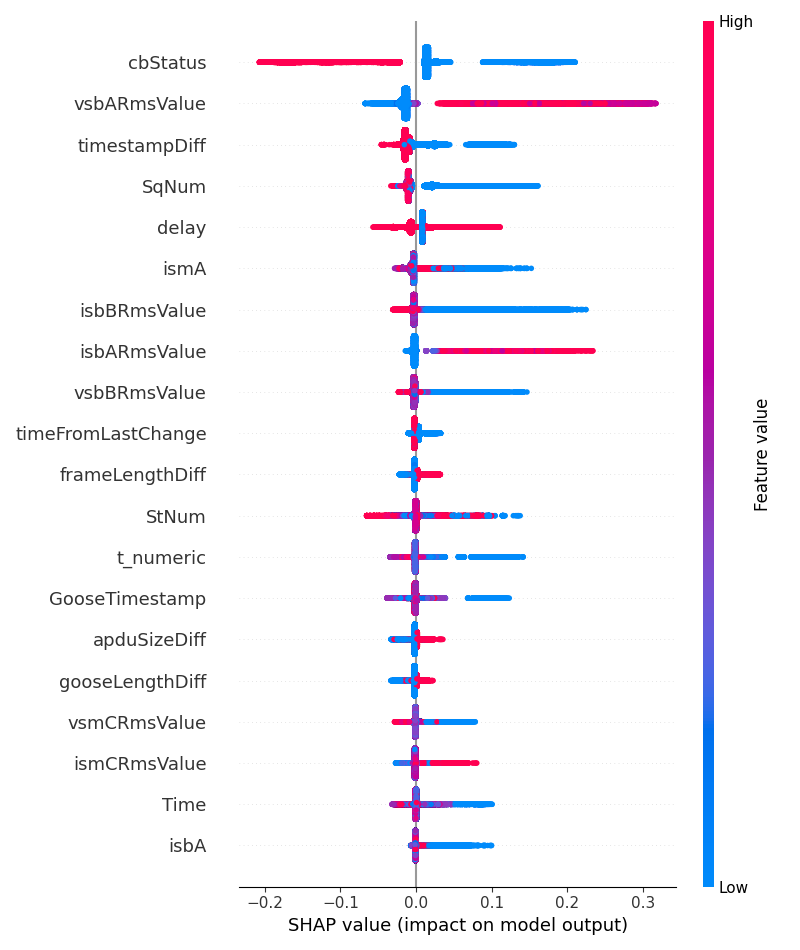 High
cbStatus
vsbARmsValue
timestampDiff
SqNum
delay
ismA
isbBRmsValue
isbARmsValue
vsbBRmsValue
timeFromLastChange
frameLengthDiff
StNum
t_numeric
GooseTimestamp
apduSizeDiff
gooseLengthDiff
vsmCRmsValue
ismCRmsValue
Time
isbA
Feature value
Low
−0.2 −0.1 0.0 0.1 0.2 0.3
SHAP value (impact on model output)